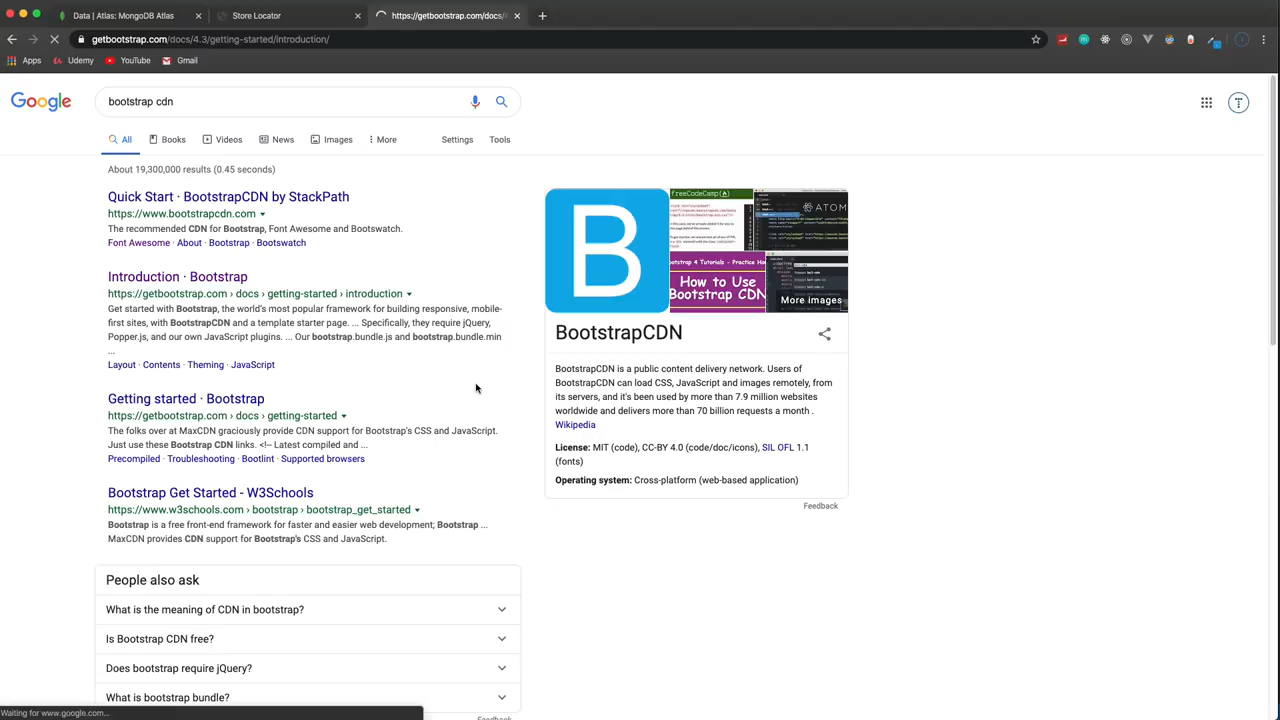 Data | Atlas: MongoDB Atlas
Store Locator
https://getbootstrap.com/docs/
getbootstrap.com/docs/4.3/getting-started/introduction/
Apps
Udemy
YouTube
Gmail
Google
bootstrap cdn
T
All
Books
Videos
News
Images
More
Settings
Tools
About 19,300,000 results (0.45 seconds)
Quick Start · BootstrapCDN by StackPath
https://www.bootstrapcdn.com
The recommended CDN for Bootstrap, Font Awesome and Bootswatch.
Font Awesome · About · Bootstrap · Bootswatch
Introduction · Bootstrap
https://getbootstrap.com › docs › getting-started › introduction
Get started with Bootstrap, the world's most popular framework for building responsive, mobile-
first sites, with BootstrapCDN and a template starter page. ... Specifically, they require jQuery,
Popper.js, and our own JavaScript plugins. ... Our bootstrap.bundle.js and bootstrap.bundle.min
...
Layout · Contents · Theming · JavaScript
Getting started · Bootstrap
https://getbootstrap.com › docs › getting-started
The folks over at MaxCDN graciously provide CDN support for Bootstrap's CSS and JavaScript.
Just use these Bootstrap CDN links. <!-- Latest compiled and ...
Precompiled · Troubleshooting · Bootlint · Supported browsers
Bootstrap Get Started - W3Schools
https://www.w3schools.com › bootstrap › bootstrap_get_started
Bootstrap is a free front-end framework for faster and easier web development; Bootstrap ...
MaxCDN provides CDN support for Bootstrap's CSS and JavaScript.
People also ask
What is the meaning of CDN in bootstrap?
Is Bootstrap CDN free?
Does bootstrap require jQuery?
What is bootstrap bundle?
Feedback
B
freeCodeCamp
ATOM
How to Use
Bootstrap CDN
More images
BootstrapCDN
BootstrapCDN is a public content delivery network. Users of
BootstrapCDN can load CSS, JavaScript and images remotely, from
its servers, and it's been used by more than 7.9 million websites
worldwide and delivers more than 70 billion requests a month .
Wikipedia
License: MIT (code), CC-BY 4.0 (code/doc/icons), SIL OFL 1.1
(fonts)
Operating system: Cross-platform (web-based application)
Feedback
Waiting for www.google.com...